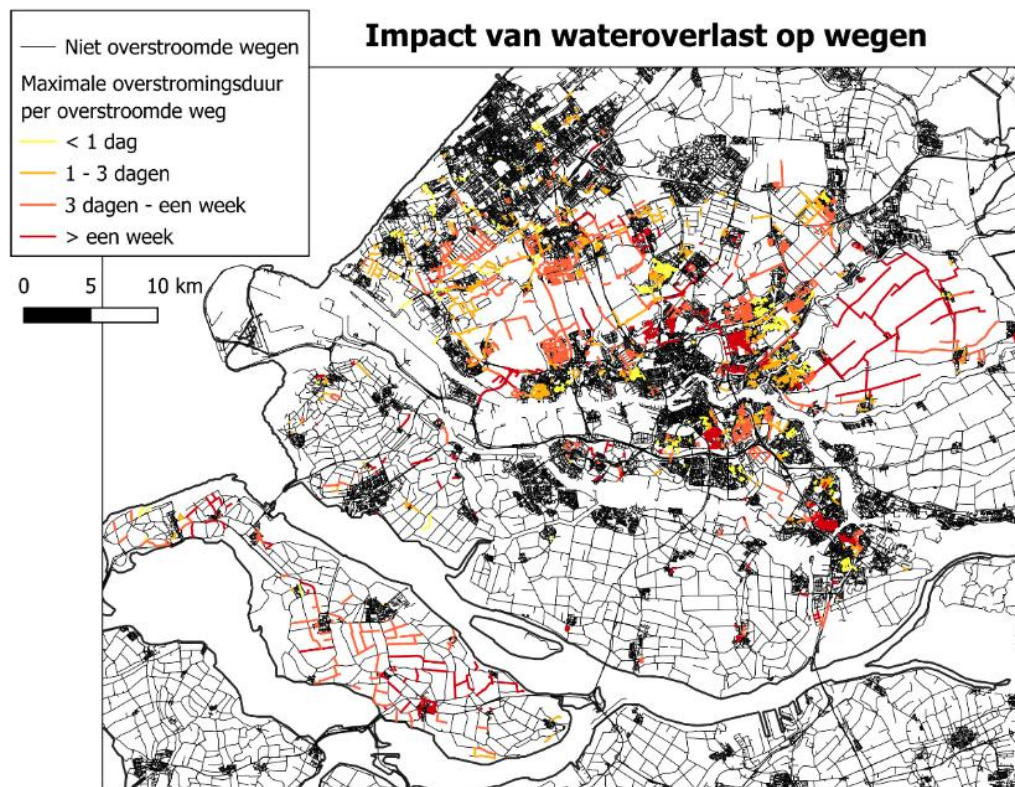 Impact van wateroverlast op wegen
Niet overstroomde wegen
Maximale overstromingsduur
per overstroomde weg
< 1 dag
1 - 3 dagen
3 dagen - een week
> een week
0 5 10 km